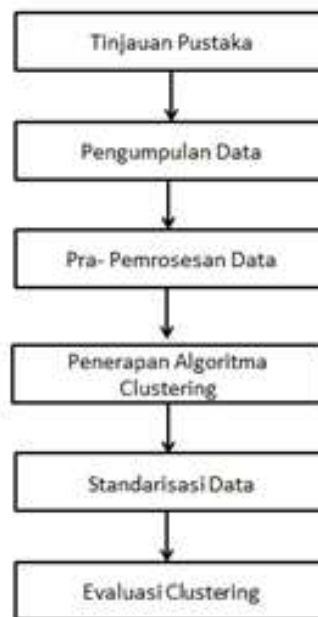 Tinjauan Pustaka
Pengumpulan Data
Pra- Pemrosesan Data
Penerapan Algoritma
Clustering
Standarisasi Data
Evaluasi Clustering